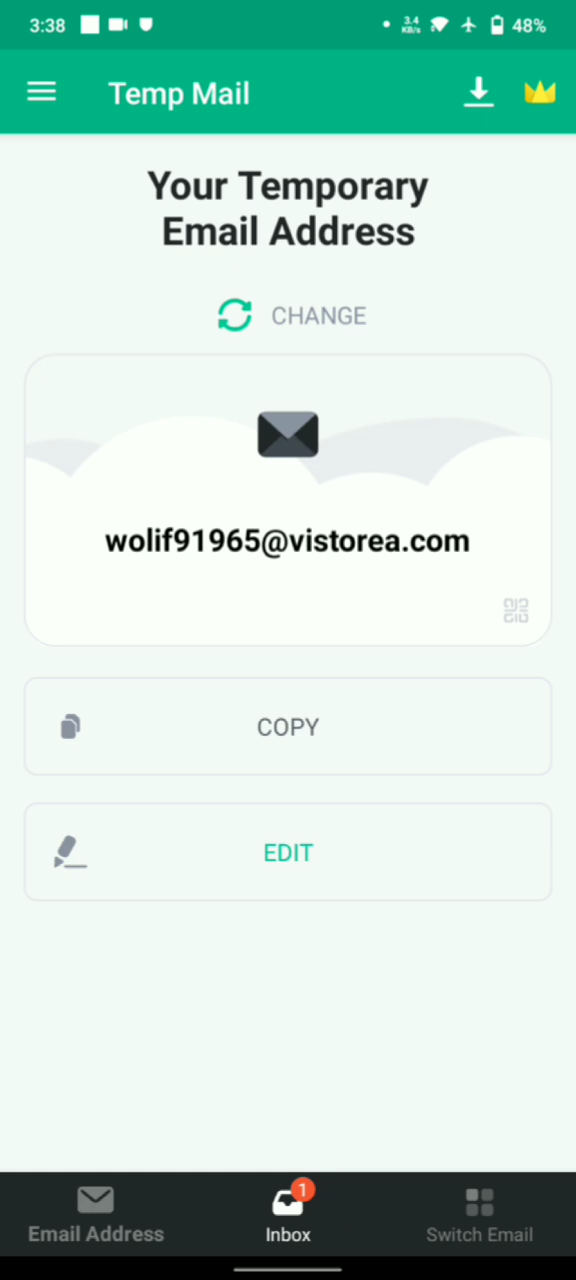 3:38
3.4
KB/s
48%
Temp Mail
Your Temporary
Email Address
CHANGE
wolif91965@vistorea.com
COPY
EDIT
1
Email Address
Inbox
Switch Email